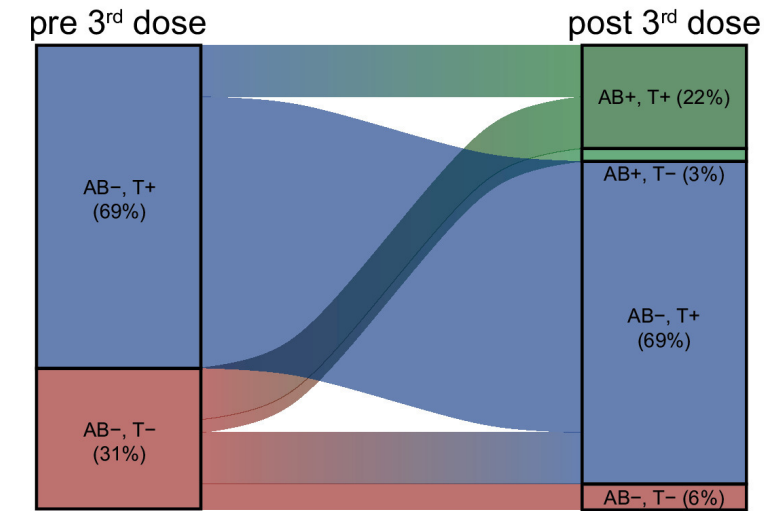 pre 3rd dose
post 3rd dose
AB−, T+
(69%)
AB−, T−
(31%)
AB+, T+ (22%)
AB+, T− (3%)
AB−, T+
(69%)
AB−, T− (6%)